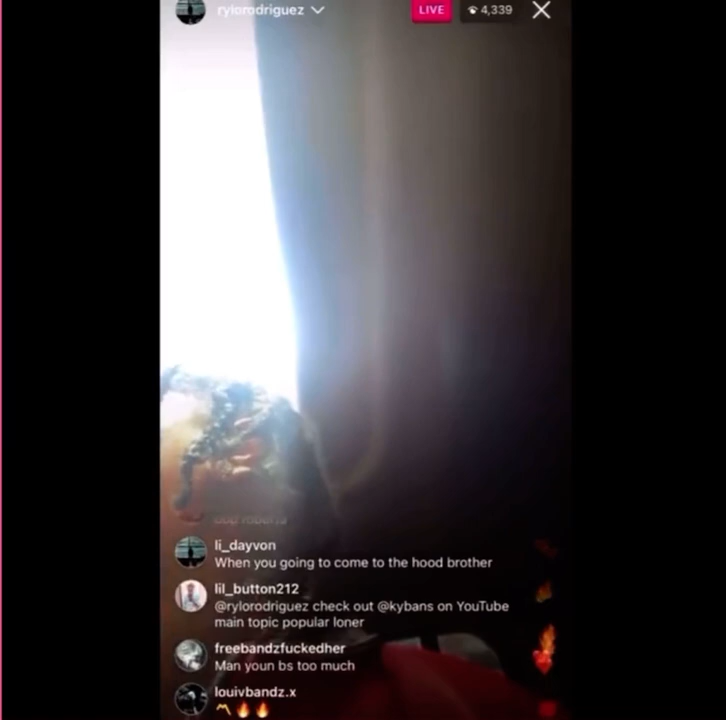 rylorodriguez
LIVE
4,339
li_dayvon
When you going to come to the hood brother
lil_button212
@rylorodriguez check out @kybans on YouTube
main topic popular loner
freebandzfuckedher
Man youn bs too much
louivbandz.x